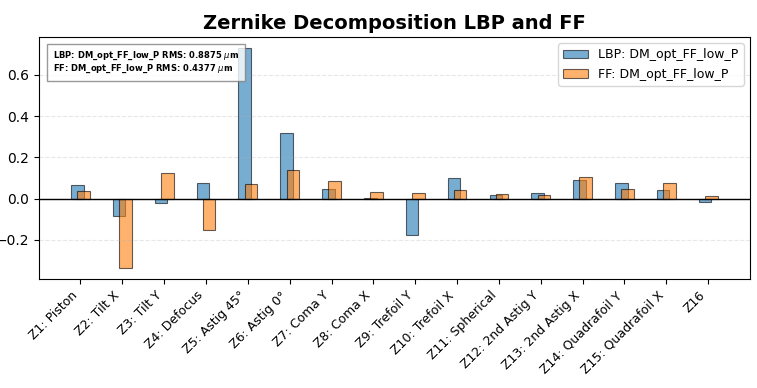 Zernike Decomposition LBP and FF
LBP: DM_opt_FF_low_P RMS: 0.8875 μm
FF: DM_opt_FF_low_P RMS: 0.4377 μm
LBP: DM_opt_FF_low_P
FF: DM_opt_FF_low_P
0.6
0.4
0.2
0.0
−0.2
Z1: Piston
Z2: Tilt X
Z3: Tilt Y
Z4: Defocus
Z5: Astig 45°
Z6: Astig 0°
Z7: Coma Y
Z8: Coma X
Z9: Trefoil Y
Z10: Trefoil X
Z11: Spherical
Z12: 2nd Astig Y
Z13: 2nd Astig X
Z14: Quadrafoil Y
Z15: Quadrafoil X
Z16